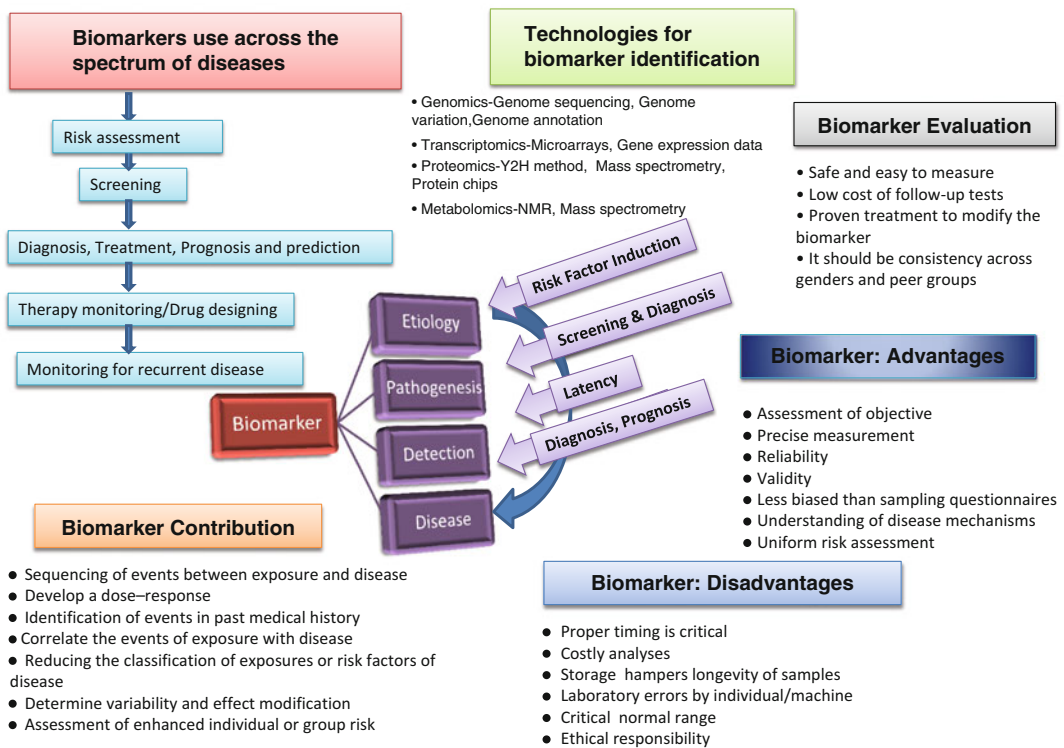 Biomarkers use across the
spectrum of diseases
Risk assessment
Screening
Diagnosis, Treatment, Prognosis and prediction
Therapy monitoring/Drug designing
Monitoring for recurrent disease
Technologies for
biomarker identification
• Genomics-Genome sequencing, Genome
variation,Genome annotation
• Transcriptomics-Microarrays, Gene expression data
• Proteomics-Y2H method, Mass spectrometry,
Protein chips
• Metabolomics-NMR, Mass spectrometry
Biomarker Evaluation
• Safe and easy to measure
• Low cost of follow-up tests
• Proven treatment to modify the
biomarker
• It should be consistency across
genders and peer groups
Biomarker
Etiology
Pathogenesis
Detection
Disease
Risk Factor Induction
Screening & Diagnosis
Latency
Diagnosis, Prognosis
Biomarker: Advantages
● Assessment of objective
● Precise measurement
● Reliability
● Validity
● Less biased than sampling questionnaires
● Understanding of disease mechanisms
● Uniform risk assessment
Biomarker Contribution
● Sequencing of events between exposure and disease
● Develop a dose–response
● Identification of events in past medical history
● Correlate the events of exposure with disease
● Reducing the classification of exposures or risk factors of
disease
● Determine variability and effect modification
● Assessment of enhanced individual or group risk
Biomarker: Disadvantages
● Proper timing is critical
● Costly analyses
● Storage hampers longevity of samples
● Laboratory errors by individual/machine
● Critical normal range
● Ethical responsibility